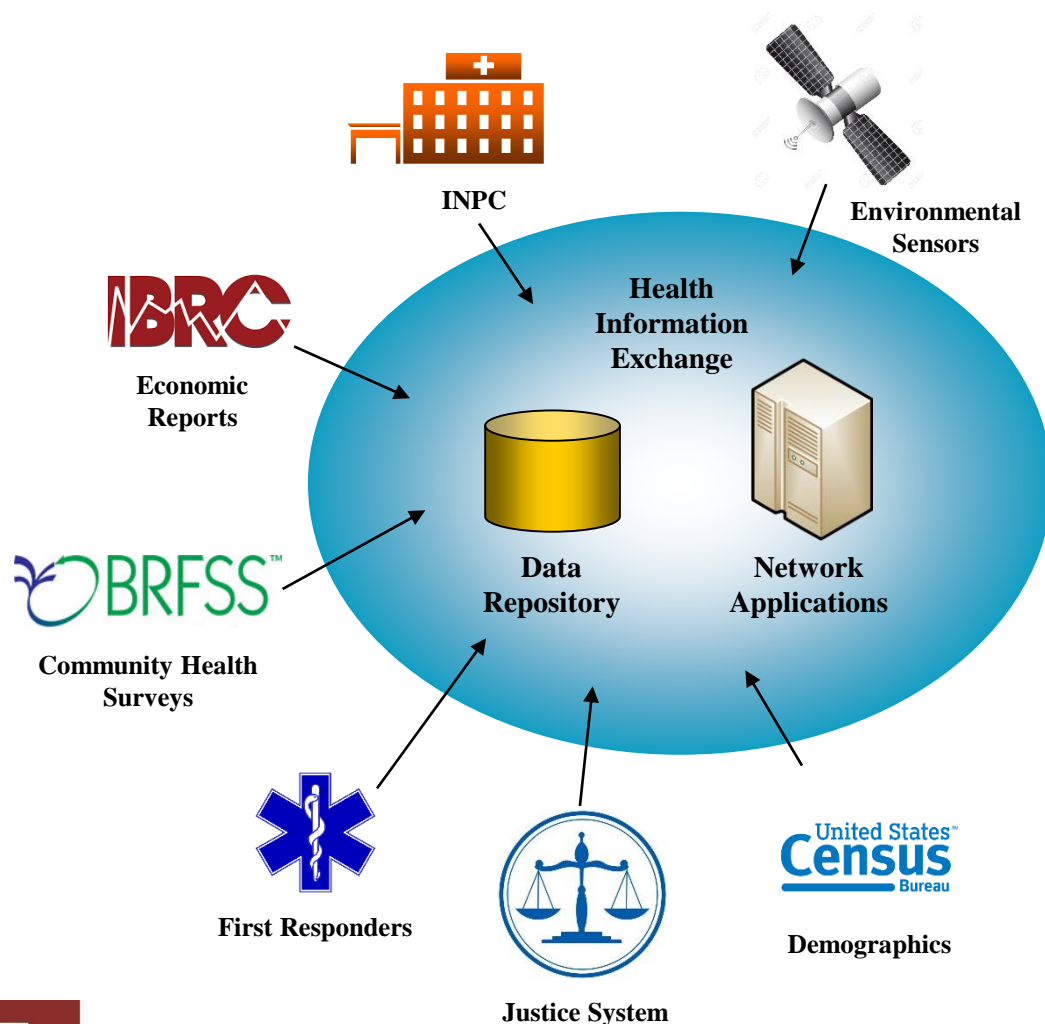 INPC
Environmental
Sensors
Health
Information
Exchange
IBRC
Economic
Reports
Data
Repository
Network
Applications
BRFSS™
Community Health
Surveys
First Responders
Justice System
United States™
Census
Bureau
Demographics